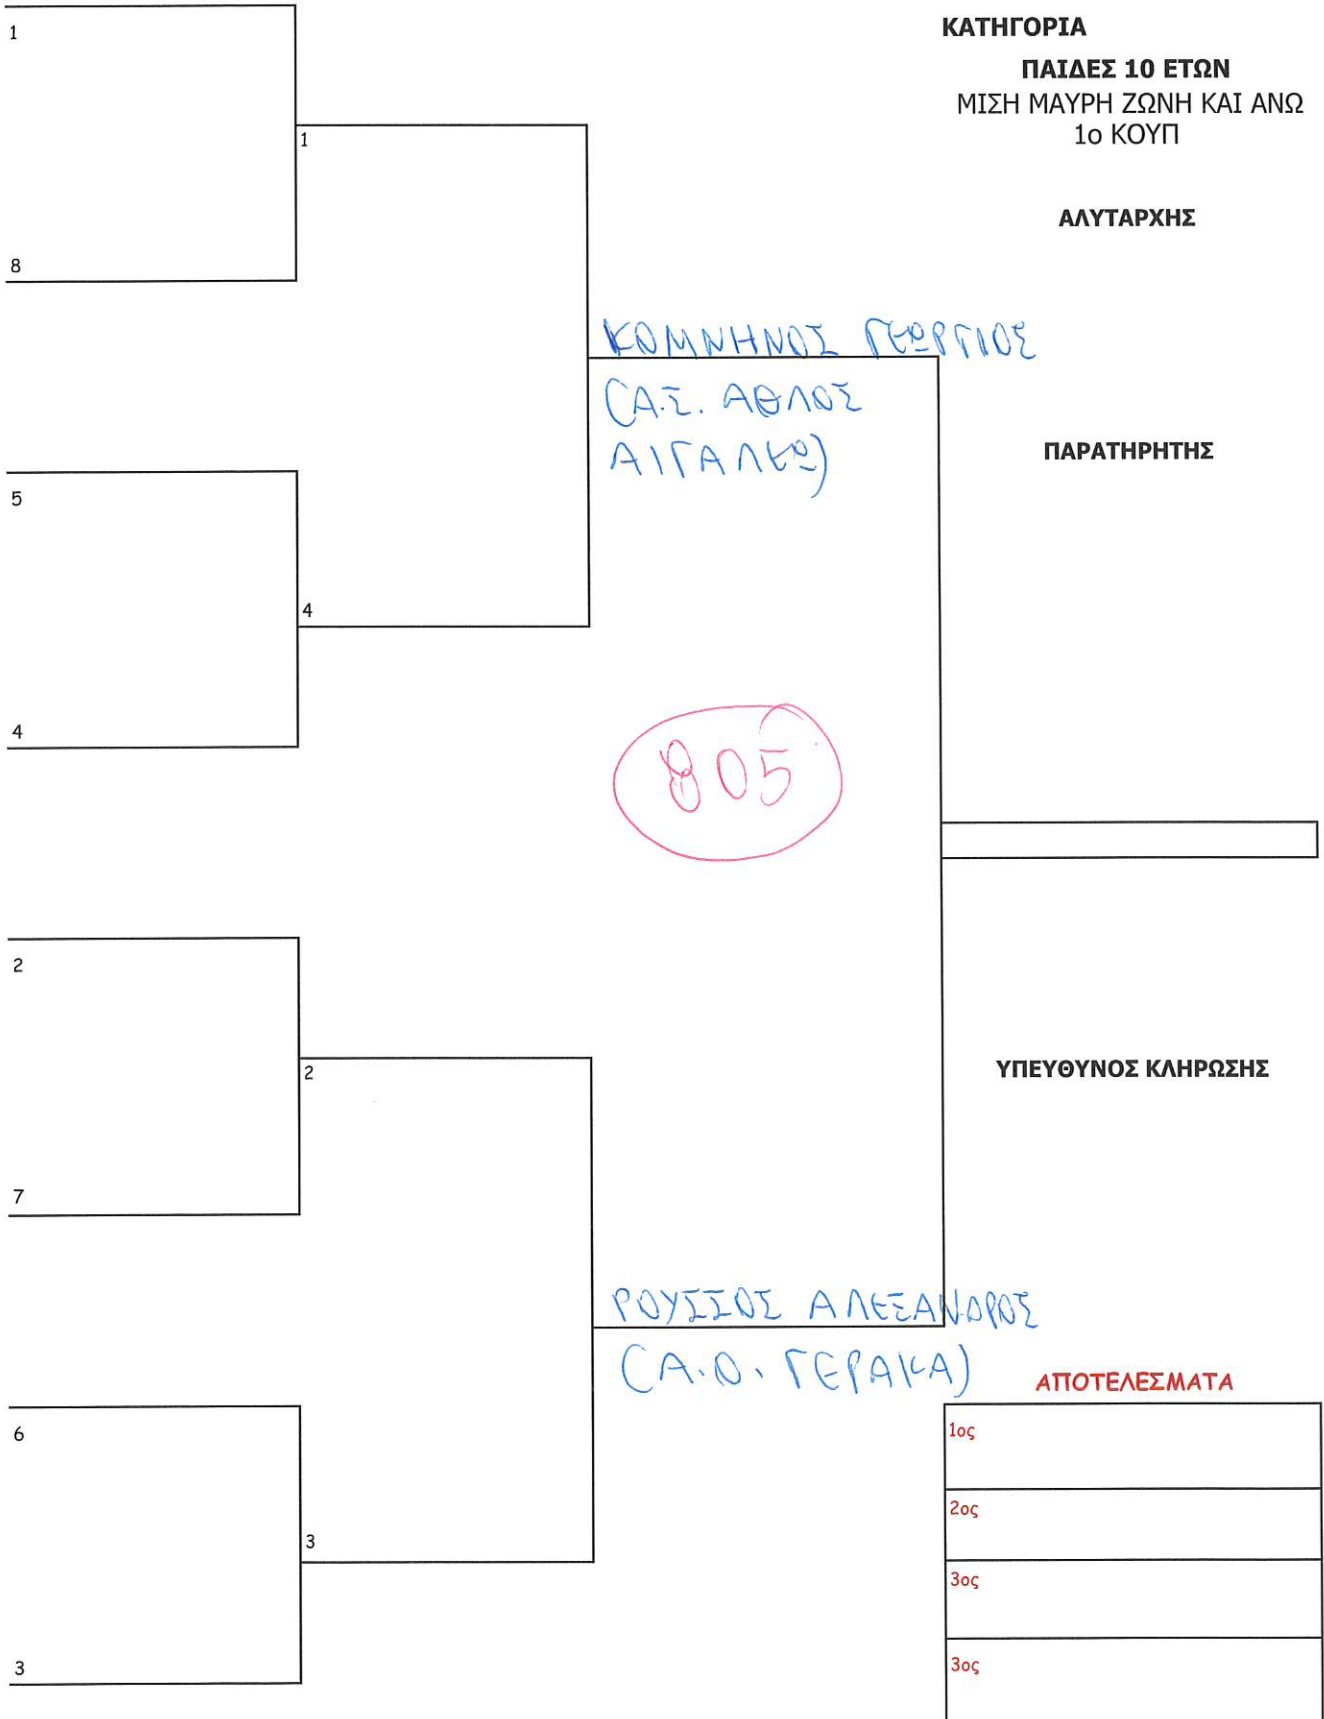 1
ΚΑΤΗΓΟΡΙΑ
ΠΑΙΔΕΣ 10 ΕΤΩΝ
ΜΙΣΗ ΜΑΥΡΗ ΖΩΝΗ ΚΑΙ ΑΝΩ
1ο ΚΟΥΠ
1
ΑΛΥΤΑΡΧΗΣ
8
ΚΟΜΝΗΝΟΣ ΓΕΩΡΓΙΟΣ
(Α.Σ. ΑΘΛΟΣ
ΑΙΓΑΛΕΩ)
ΠΑΡΑΤΗΡΗΤΗΣ
5
4
4
805
2
2
ΥΠΕΥΘΥΝΟΣ ΚΛΗΡΩΣΗΣ
7
ΡΟΥΣΣΟΣ ΑΛΕΞΑΝΔΡΟΣ
(Α.Ο. ΓΕΡΑΚΑ)
ΑΠΟΤΕΛΕΣΜΑΤΑ
6
1ος
2ος
3
3ος
3
3ος